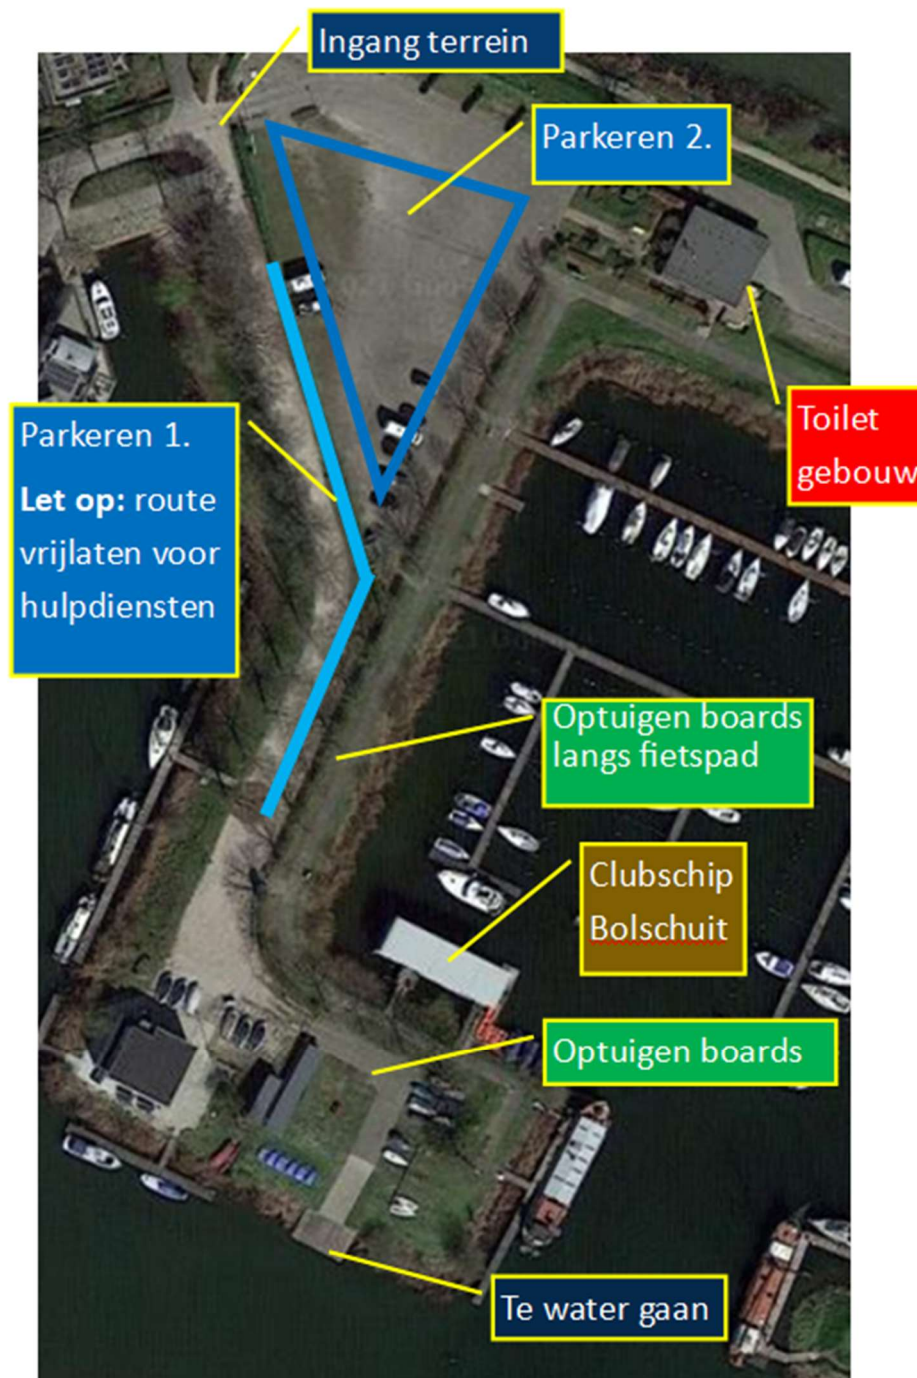 Ingang terrein
Parkeren 2.
Toilet
gebouw
Parkeren 1.
Let op: route
vrijlaten voor
hulpdiensten
Optuigen boards
langs fietspad
Clubschip
Bolschuit
Optuigen boards
Te water gaan